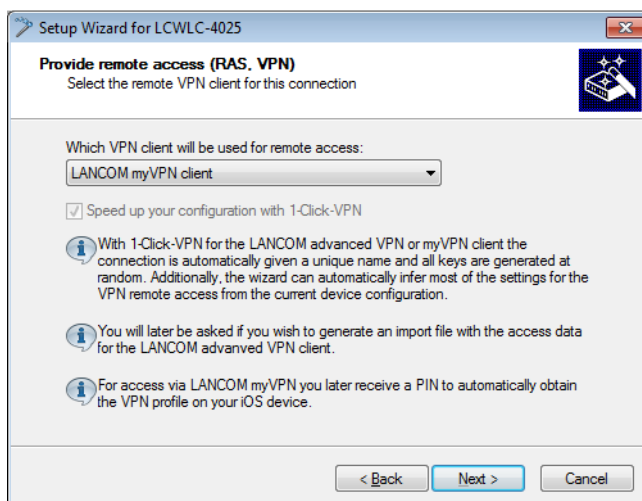 Setup Wizard for LCWLC-4025
Provide remote access (RAS, VPN)
Select the remote VPN client for this connection
Which VPN client will be used for remote access:
LANCOM myVPN client
Speed up your configuration with 1-Click-VPN
With 1-Click-VPN for the LANCOM advanced VPN or myVPN client the
connection is automatically given a unique name and all keys are generated at
random. Additionally, the wizard can automatically infer most of the settings for the
VPN remote access from the current device configuration.
You will later be asked if you wish to generate an import file with the access data
for the LANCOM advanved VPN client.
For access via LANCOM myVPN you later receive a PIN to automatically obtain
the VPN profile on your iOS device.
< Back
Next >
Cancel